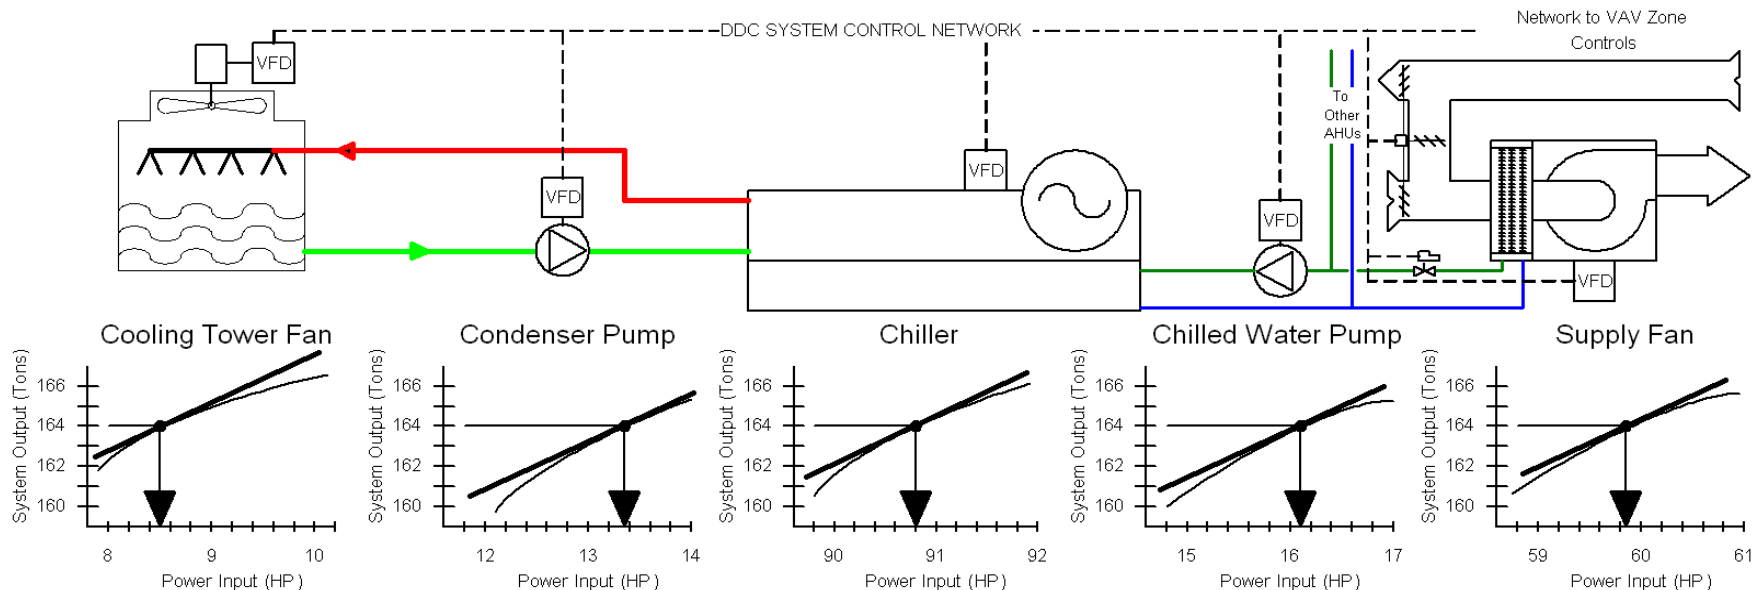 DDC SYSTEM CONTROL NETWORK
Network to VAV Zone
Controls
VFD
VFD
VFD
VFD
VFD
To
Other
AHUs
Cooling Tower Fan
System Output (Tons)
166
164
162
160
8 9 10
Power Input (HP)
Condenser Pump
System Output (Tons)
166
164
162
160
12 13 14
Power Input (HP)
Chiller
System Output (Tons)
166
164
162
160
90 91 92
Power Input (HP)
Chilled Water Pump
System Output (Tons)
166
164
162
160
15 16 17
Power Input (HP)
Supply Fan
System Output (Tons)
166
164
162
160
59 60 61
Power Input (HP)